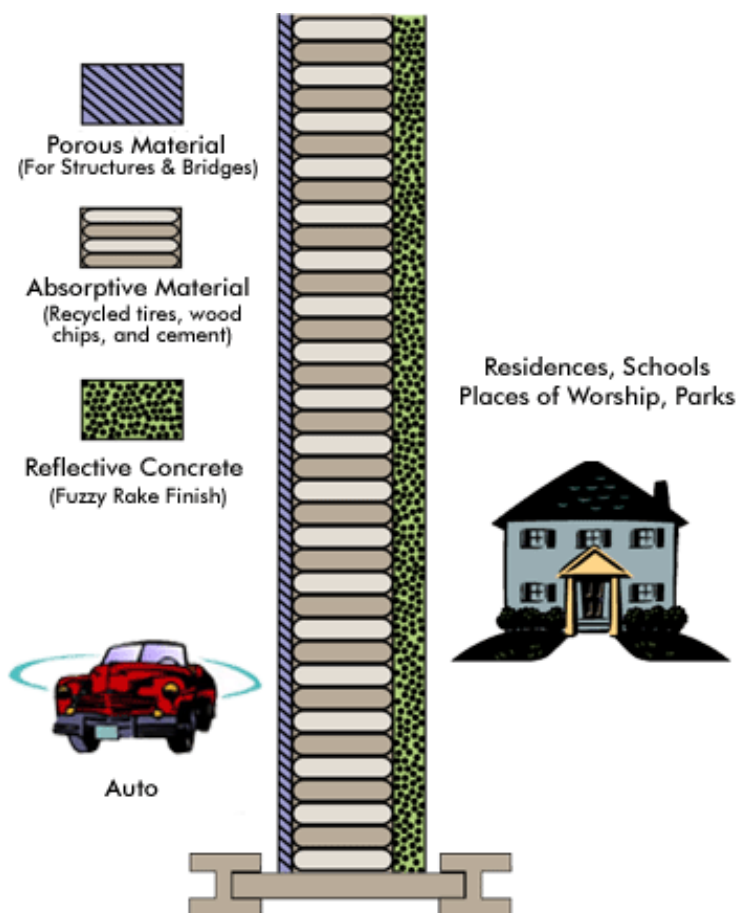 Porous Material
(For Structures & Bridges)
Absorptive Material
(Recycled tires, wood
chips, and cement)
Reflective Concrete
(Fuzzy Rake Finish)
Auto
Residences, Schools
Places of Worship, Parks